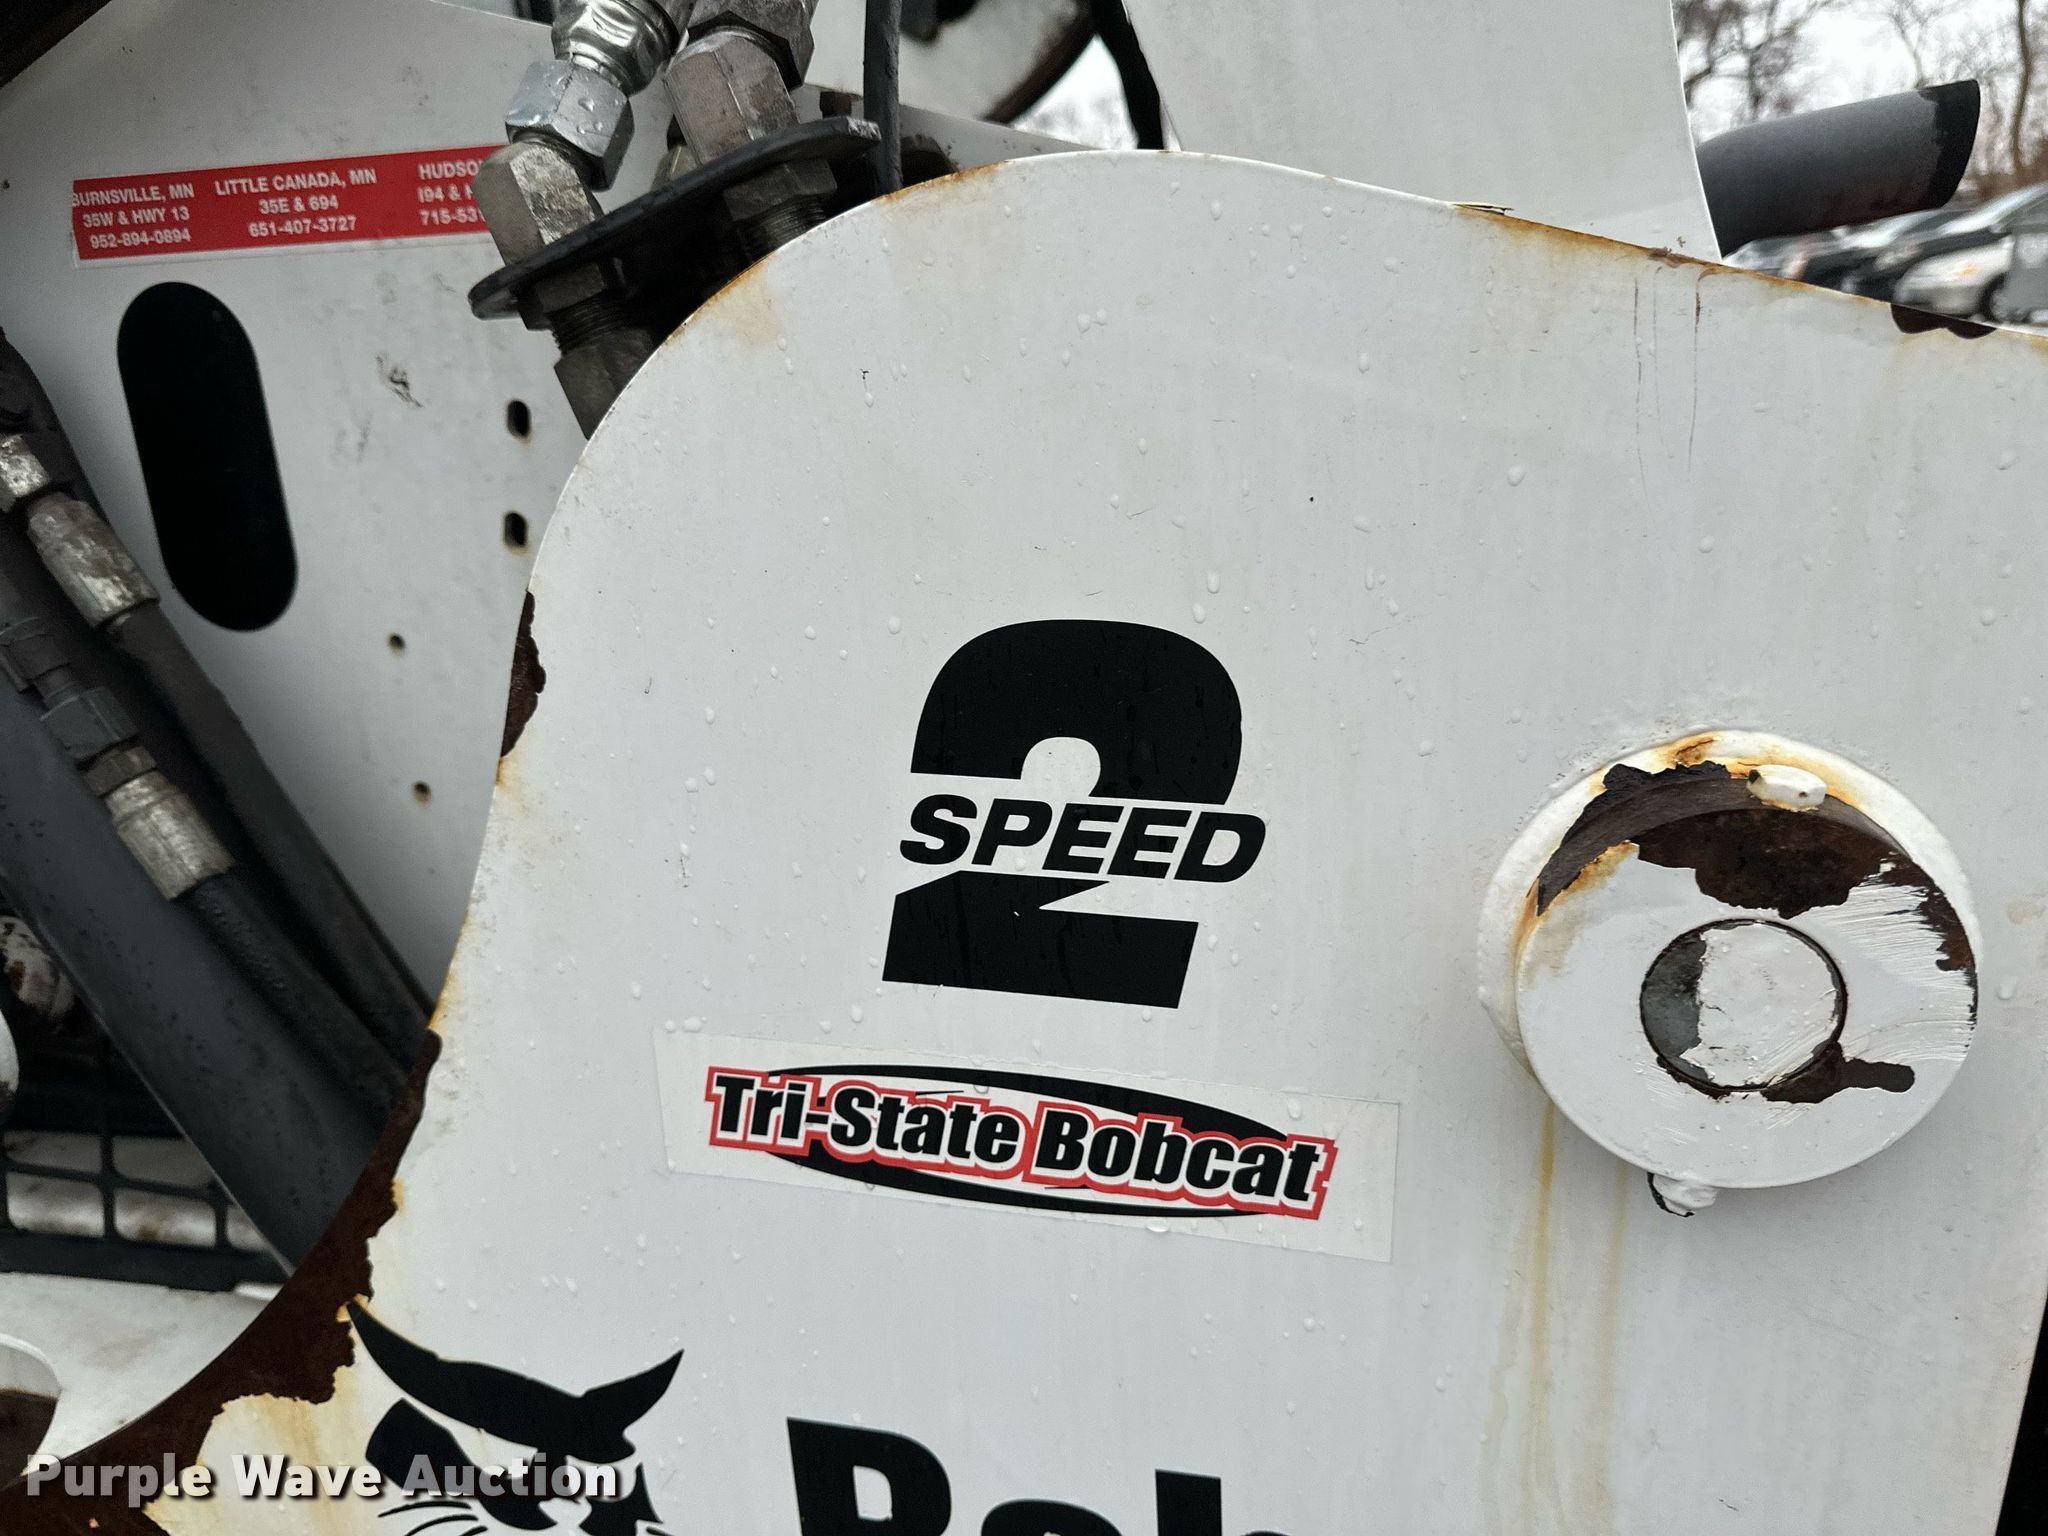 BURNSVILLE, MN
35W & HWY 13
952-894-0894
LITTLE CANADA, MN
35E & 694
651-407-3727
I94 &
2
SPEED
Tri-State Bobcat
Purple Wave Auction